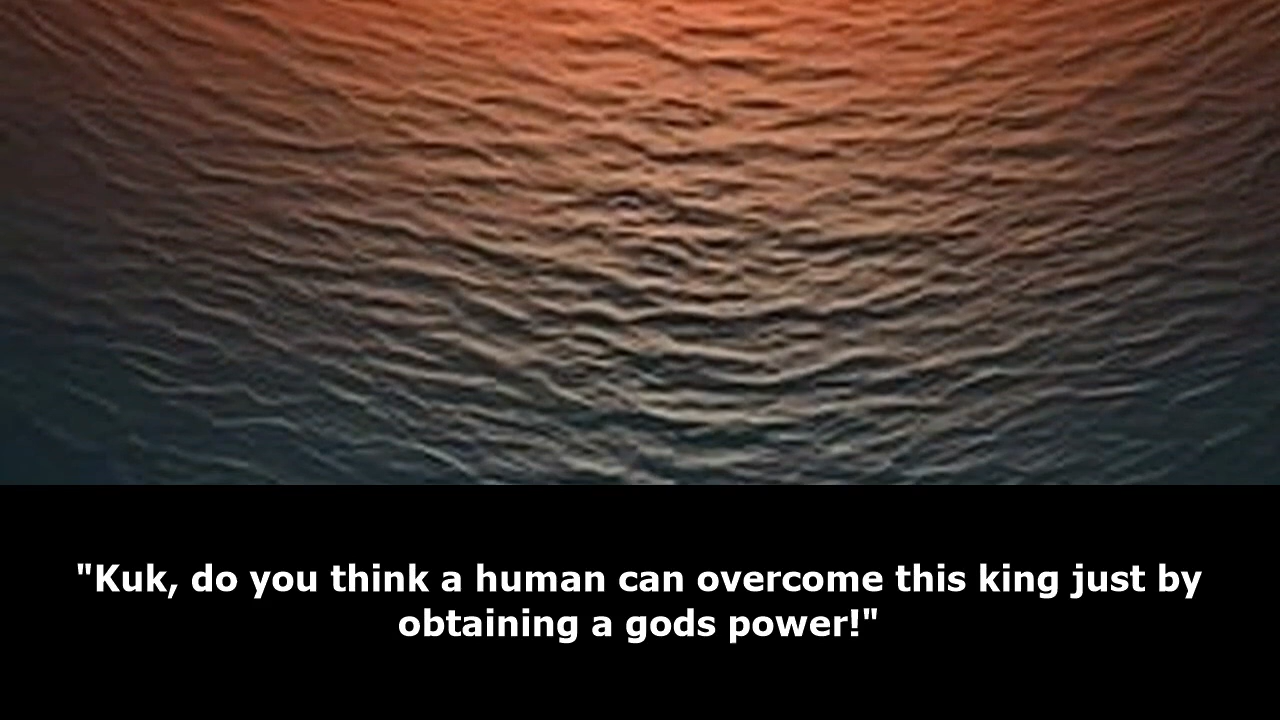 "Kuk, do you think a human can overcome this king just by
obtaining a gods power!"